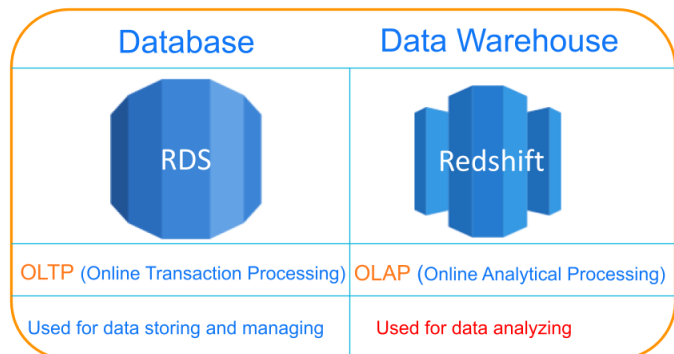 Database
Data Warehouse
RDS
Redshift
OLTP (Online Transaction Processing)
OLAP (Online Analytical Processing)
Used for data storing and managing
Used for data analyzing